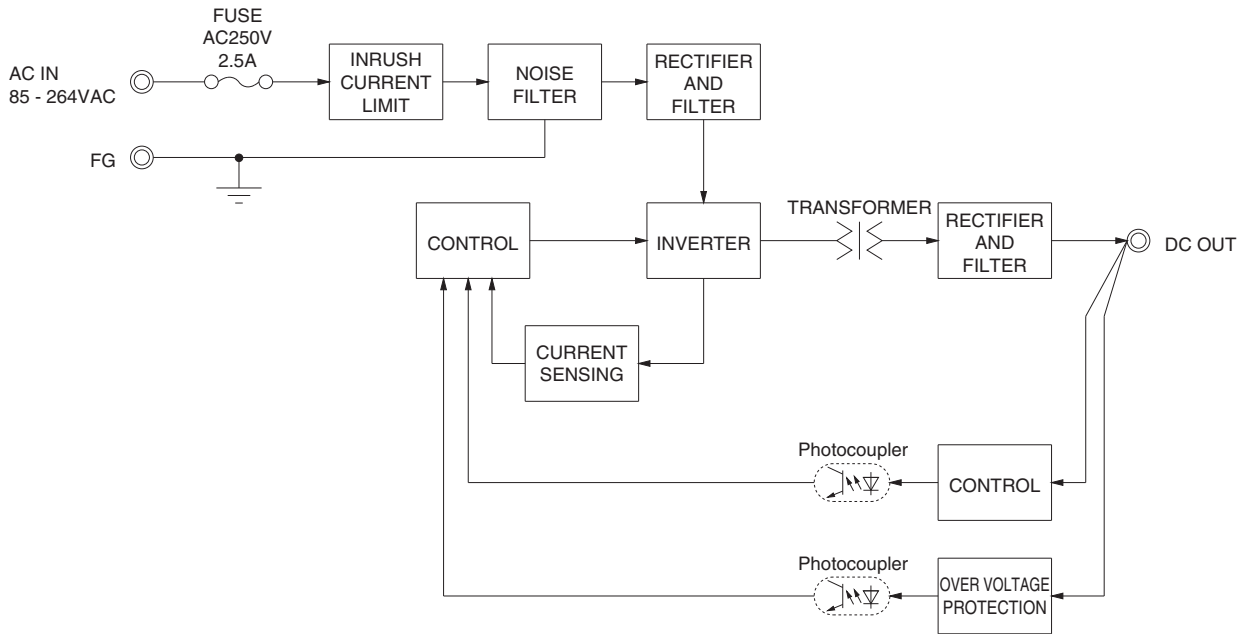 FUSE
AC250V
2.5A
AC IN
85 - 264VAC
INRUSH
CURRENT
LIMIT
NOISE
FILTER
RECTIFIER
AND
FILTER
FG
CONTROL
INVERTER
TRANSFORMER
RECTIFIER
AND
FILTER
DC OUT
CURRENT
SENSING
Photocoupler
CONTROL
Photocoupler
OVER VOLTAGE
PROTECTION